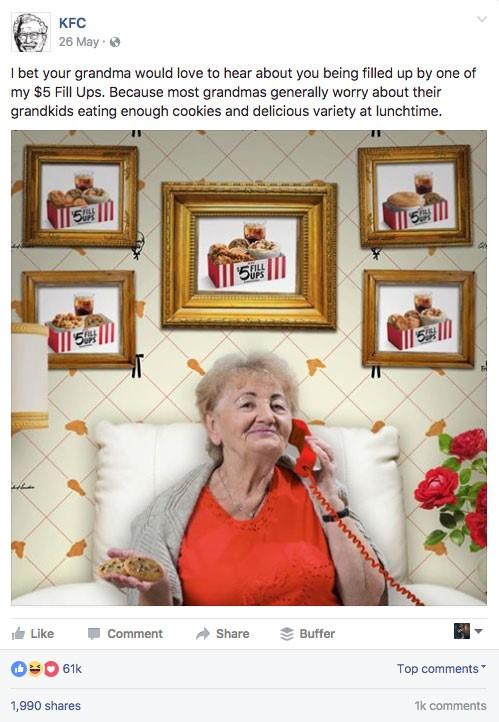 KFC
26 May ·
I bet your grandma would love to hear about you being filled up by one of
my $5 Fill Ups. Because most grandmas generally worry about their
grandkids eating enough cookies and delicious variety at lunchtime.
$5 FILL UPS
$5 FILL UPS
$5 FILL UPS
$5 FILL UPS
$5 FILL UPS
Like
Comment
Share
Buffer
61k
Top comments
1,990 shares
1k comments